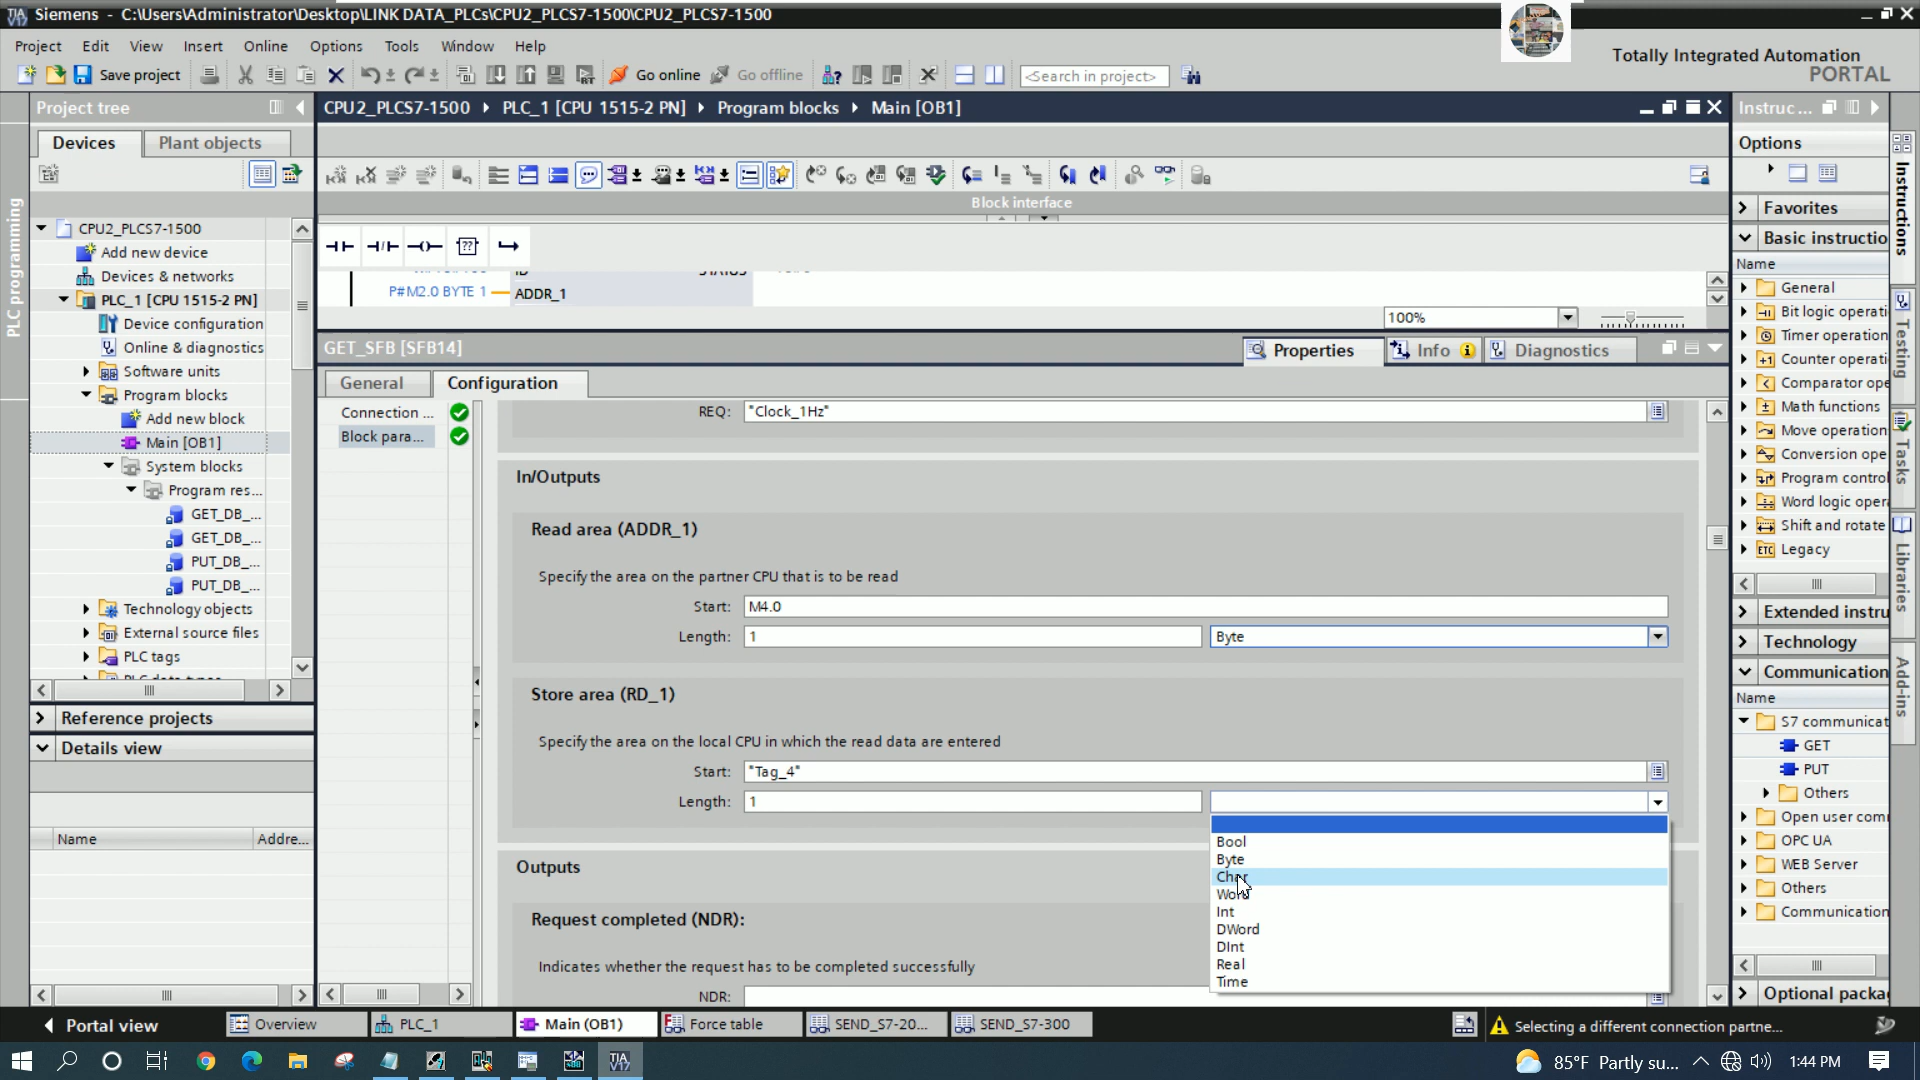 Siemens - C:\Users\Administrator\Desktop\LINK DATA_PLCs\CPU2_PLCS7-1500\CPU2_PLCS7-1500
Project Edit View Insert Online Options Tools Window Help
Totally Integrated Automation
PORTAL
Save project
Go online
Go offline
<Search in project>
Project tree
CPU2_PLCS7-1500 PLC_1 [CPU 1515-2 PN] Program blocks Main [OB1]
Instruc ...
Devices
Plant objects
Options
PLC programming
Block interface
Favorites
Basic instructio
Name
CPU2_PLCS7-1500
Add new device
Devices & networks
PLC_1 [CPU 1515-2 PN]
Device configuration
Online & diagnostics
Software units
Program blocks
Add new block
Main [OB1]
System blocks
Program res...
GET_DB_...
GET_DB_...
PUT_DB_...
PUT_DB_...
Technology objects
External source files
PLC tags
Reference projects
Details view
Name
Addre...
P#M2.0 BYTE 1
ADDR_1
100%
GET_SFB [SFB14]
Properties
Info
Diagnostics
General
Configuration
Connection ...
Block para...
REQ: "Clock_1Hz"
In/Outputs
Read area (ADDR_1)
Specify the area on the partner CPU that is to be read
Start: M4.0
Length: 1 Byte
Store area (RD_1)
Specify the area on the local CPU in which the read data are entered
Start: "Tag_4"
Length: 1
Bool
Byte
Char
Word
Int
DWord
DInt
Real
Time
Outputs
Request completed (NDR):
Indicates whether the request has to be completed successfully
NDR:
General
Bit logic operati
Timer operation
Counter operati
Comparator ope
Math functions
Move operation
Conversion ope
Program control
Word logic opera
Shift and rotate
Legacy
Extended instru
Technology
Communication
Name
S7 communicat
GET
PUT
Others
Open user com
OPC UA
WEB Server
Others
Communication
Optional packa
Instructions
Testing
Tasks
Libraries
Add-ins
Portal view
Overview
PLC_1
Main (OB1)
Force table
SEND_S7-20...
SEND_S7-300
Selecting a different connection partne...
85°F Partly su...
1:44 PM